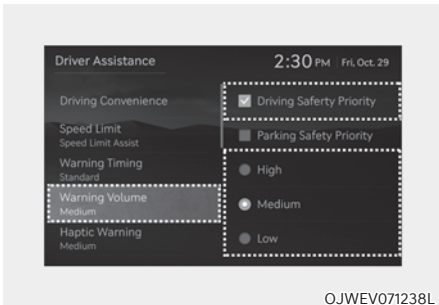 Driver Assistance
2:30 PM Fri, Oct. 29
Driving Convenience
Speed Limit
Speed Limit Assist
Warning Timing
Standard
Warning Volume
Medium
Haptic Warning
Medium
Driving Saferty Priority
Parking Safety Priority
High
Medium
Low
OJWEV071238L